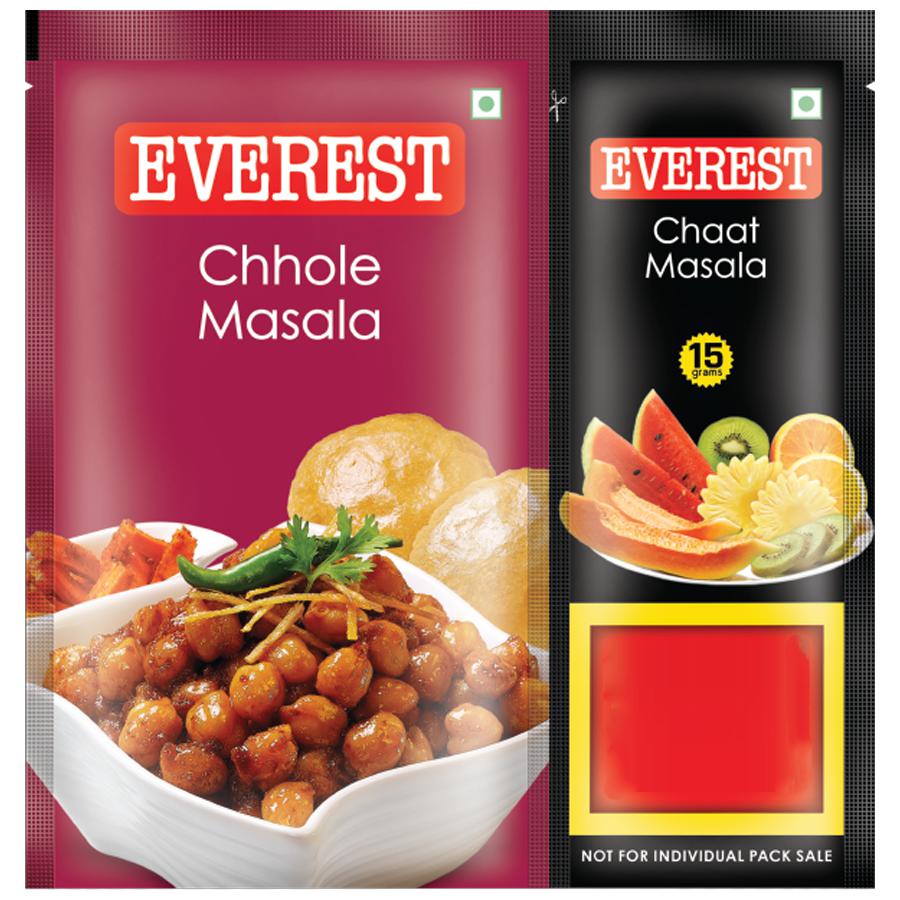 EVEREST
Chhole
Masala
EVEREST
Chaat
Masala
15
grams
NOT FOR INDIVIDUAL PACK SALE